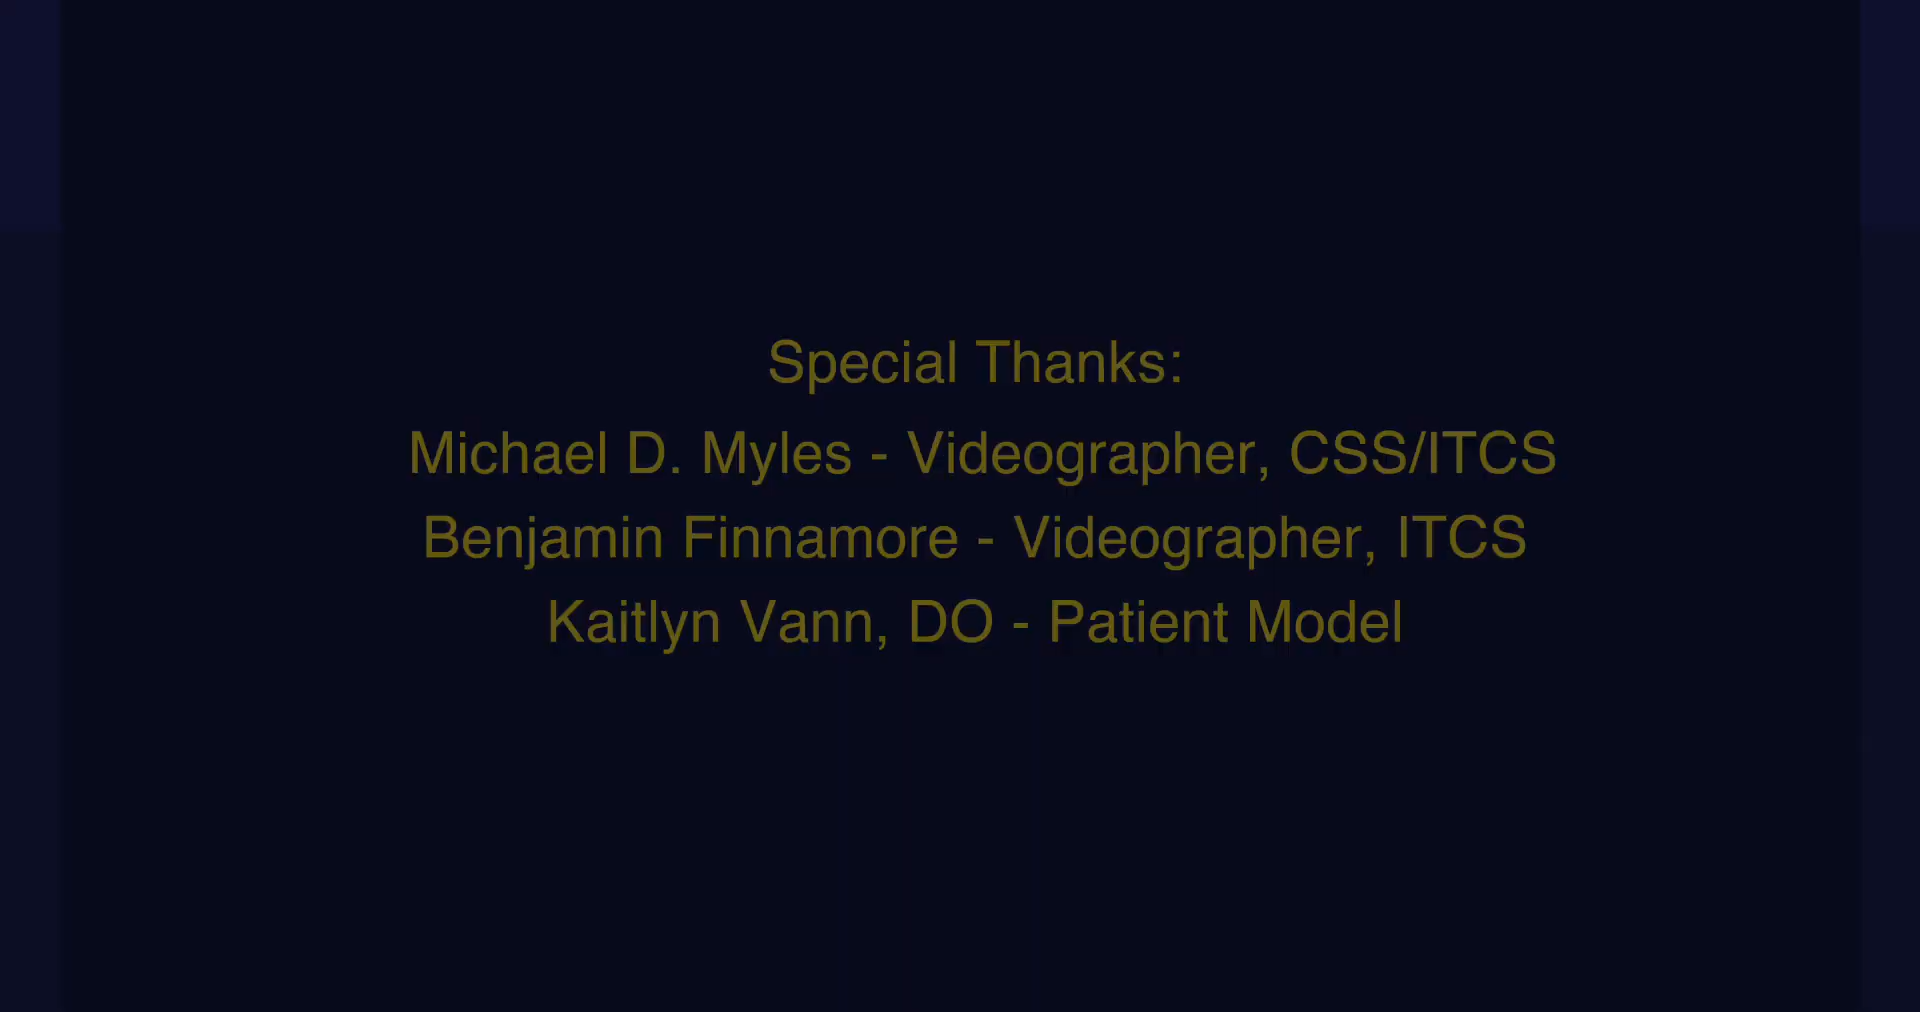 Special Thanks:
Michael D. Myles - Videographer, CSS/ITCS
Benjamin Finnamore - Videographer, ITCS
Kaitlyn Vann, DO - Patient Model